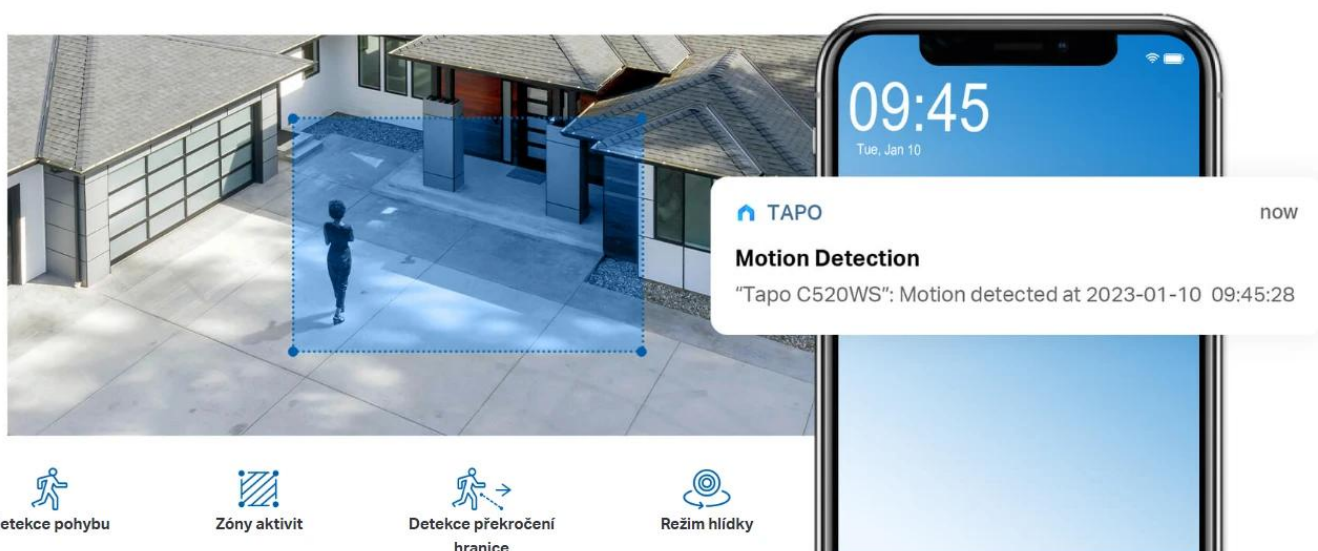 09:45
Tue, Jan 10
TAPO
now
Motion Detection
“Tapo C520WS”: Motion detected at 2023-01-10 09:45:28
etekce pohybu
Zóny aktivit
Detekce překročení
hranice
Režim hlídky